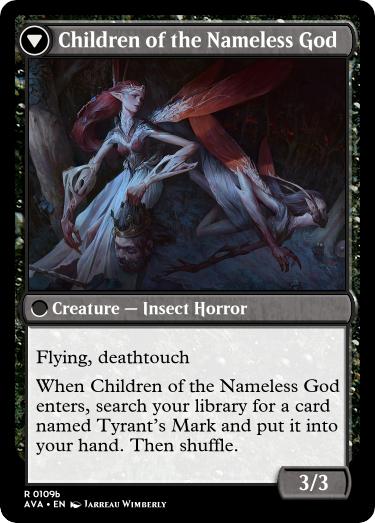 Children of the Nameless God
Creature — Insect Horror
Flying, deathtouch
When Children of the Nameless God
enters, search your library for a card
named Tyrant's Mark and put it into
your hand. Then shuffle.
3/3
R 0109b
AVA • EN Jarreau Wimberly